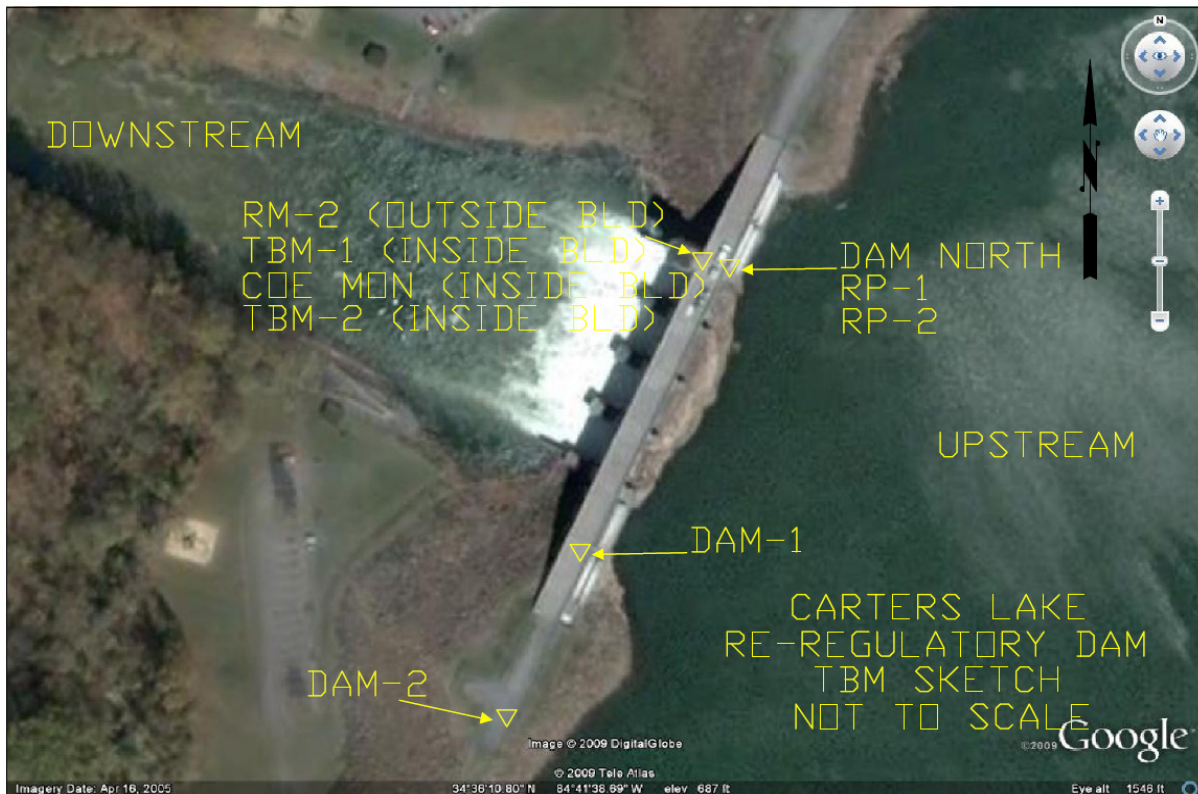 N
DOWNSTREAM
RM-2 (OUTSIDE BLD)
TBM-1 (INSIDE BLD)
COE MON (INSIDE BLD)
TBM-2 (INSIDE BLD)
DAM NORTH
RP-1
RP-2
UPSTREAM
DAM-1
CARTERS LAKE
RE-REGULATORY DAM
TBM SKETCH
NOT TO SCALE
DAM-2
Image © 2009 DigitalGlobe
© 2009 Tele Atlas
©2009 Google
Imagery Date: Apr 16, 2005 34°36'10.80" N 84°41'38.69" W elev 687 ft Eye alt 1546 ft